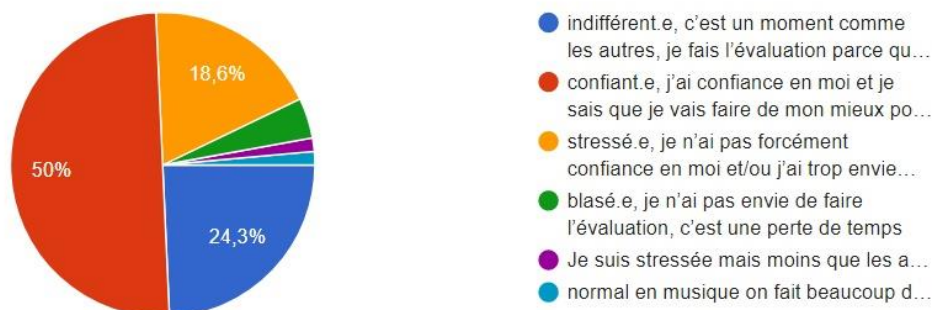 18,6%
50%
24,3%
indifférent.e, c'est un moment comme
les autres, je fais l'évaluation parce qu...
confiant.e, j'ai confiance en moi et je
sais que je vais faire de mon mieux po...
stressé.e, je n'ai pas forcément
confiance en moi et/ou j'ai trop envie...
blasé.e, je n'ai pas envie de faire
l'évaluation, c'est une perte de temps
Je suis stressée mais moins que les a...
normal en musique on fait beaucoup d...